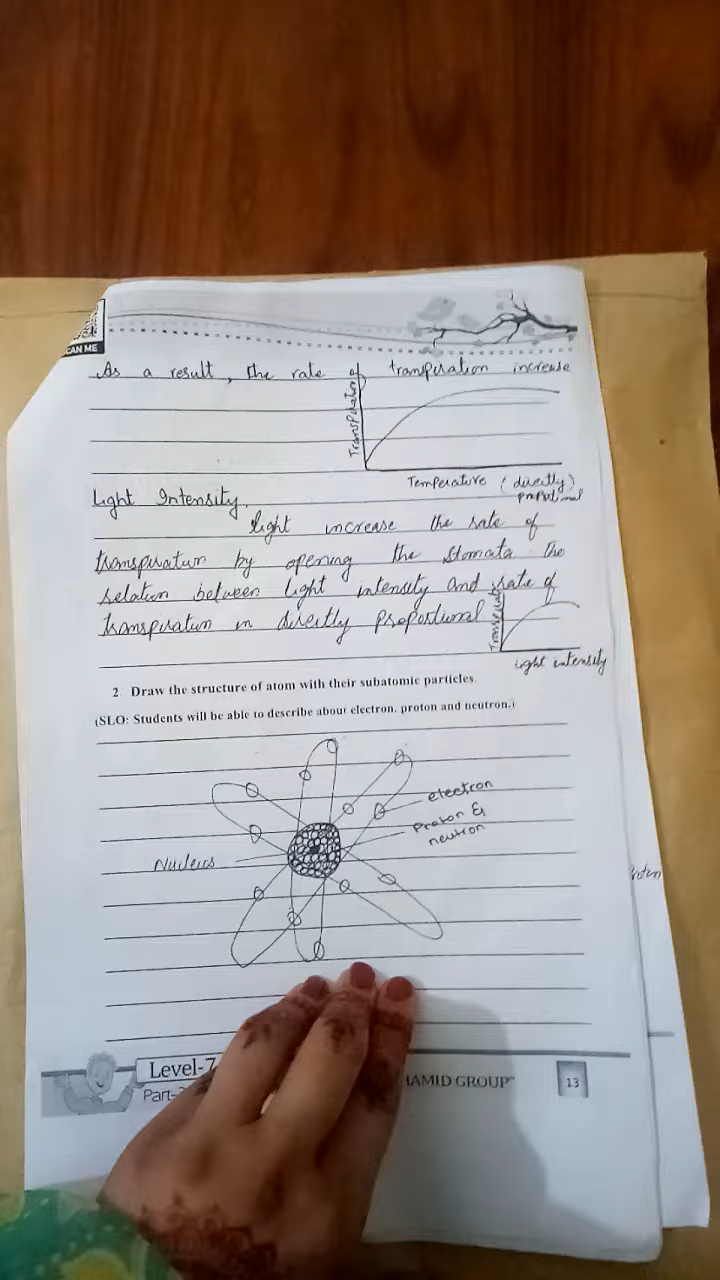 CAN ME
As a result, the rate of transpiration increase
Transpiration
Temperature (directly)
Light Intensity.
light increase the rate of
transpiration by opening the stomata the
relation between light intensity and rate of
transpiration in directly proportional
light intensity
2. Draw the structure of atom with their subatomic particles.
(SLO: Students will be able to describe about electron, proton and neutron.)
electron
Proton &
neutron
Nucleus
Level-7
Part-
HAMID GROUP"
13